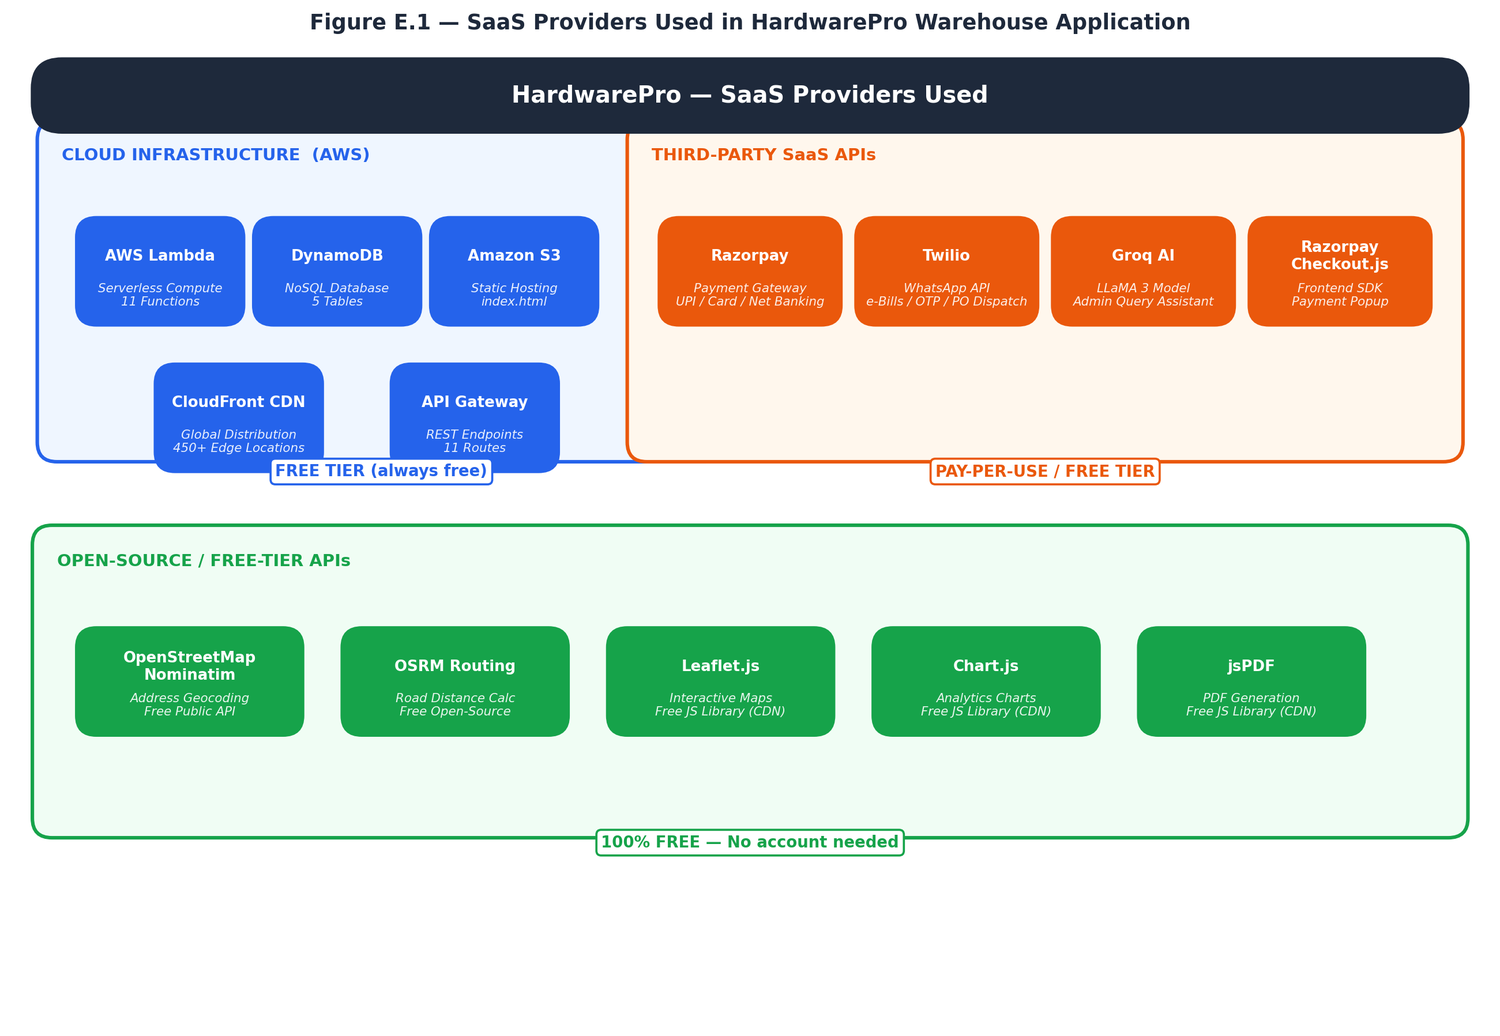 Figure E.1 — SaaS Providers Used in HardwarePro Warehouse Application
HardwarePro — SaaS Providers Used
CLOUD INFRASTRUCTURE  (AWS)
AWS Lambda
Serverless Compute
11 Functions
DynamoDB
NoSQL Database
5 Tables
Amazon S3
Static Hosting
index.html
CloudFront CDN
Global Distribution
450+ Edge Locations
API Gateway
REST Endpoints
11 Routes
FREE TIER (always free)
THIRD-PARTY SaaS APIs
Razorpay
Payment Gateway
UPI / Card / Net Banking
Twilio
WhatsApp API
e-Bills / OTP / PO Dispatch
Groq AI
LLaMA 3 Model
Admin Query Assistant
Razorpay
Checkout.js
Frontend SDK
Payment Popup
PAY-PER-USE / FREE TIER
OPEN-SOURCE / FREE-TIER APIs
OpenStreetMap
Nominatim
Address Geocoding
Free Public API
OSRM Routing
Road Distance Calc
Free Open-Source
Leaflet.js
Interactive Maps
Free JS Library (CDN)
Chart.js
Analytics Charts
Free JS Library (CDN)
jsPDF
PDF Generation
Free JS Library (CDN)
100% FREE — No account needed